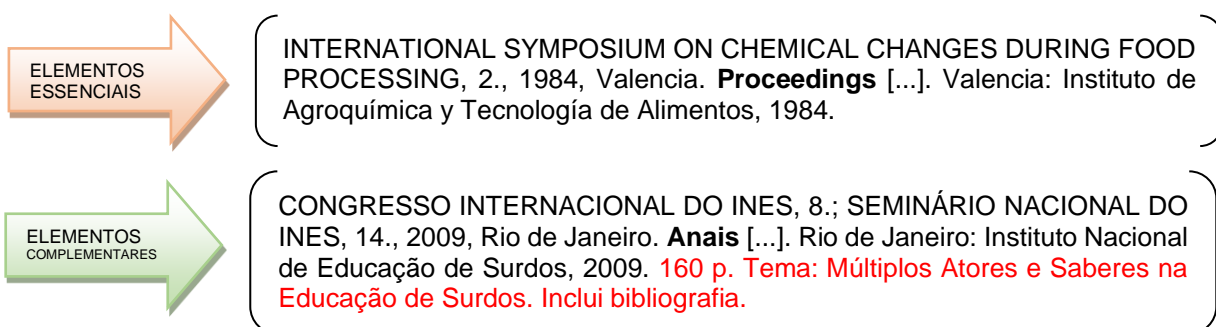 ELEMENTOS
ESSENCIAIS
INTERNATIONAL SYMPOSIUM ON CHEMICAL CHANGES DURING FOOD
PROCESSING, 2., 1984, Valencia. Proceedings [...]. Valencia: Instituto de
Agroquímica y Tecnología de Alimentos, 1984.
ELEMENTOS
COMPLEMENTARES
CONGRESSO INTERNACIONAL DO INES, 8.; SEMINÁRIO NACIONAL DO
INES, 14., 2009, Rio de Janeiro. Anais [...]. Rio de Janeiro: Instituto Nacional
de Educação de Surdos, 2009. 160 p. Tema: Múltiplos Atores e Saberes na
Educação de Surdos. Inclui bibliografia.